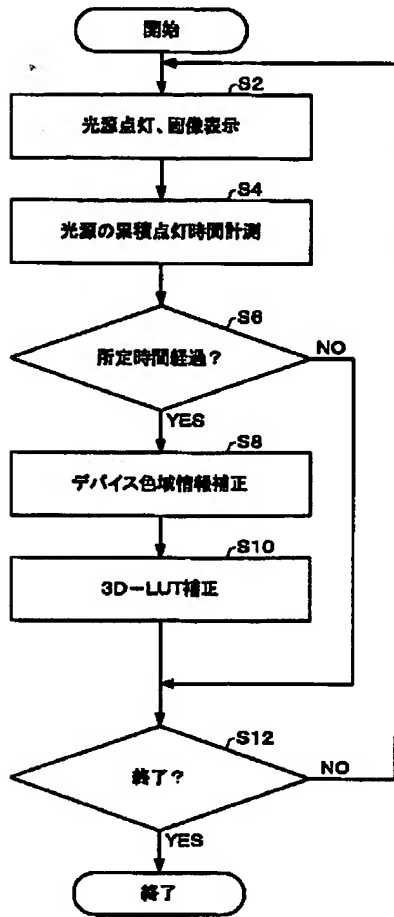 開始
S2
光源点灯、画像表示
S4
光源の累積点灯時間計測
S6
所定時間経過?
NO
YES
S8
デバイス色域情報補正
S10
3D-LUT補正
S12
終了?
NO
YES
終了